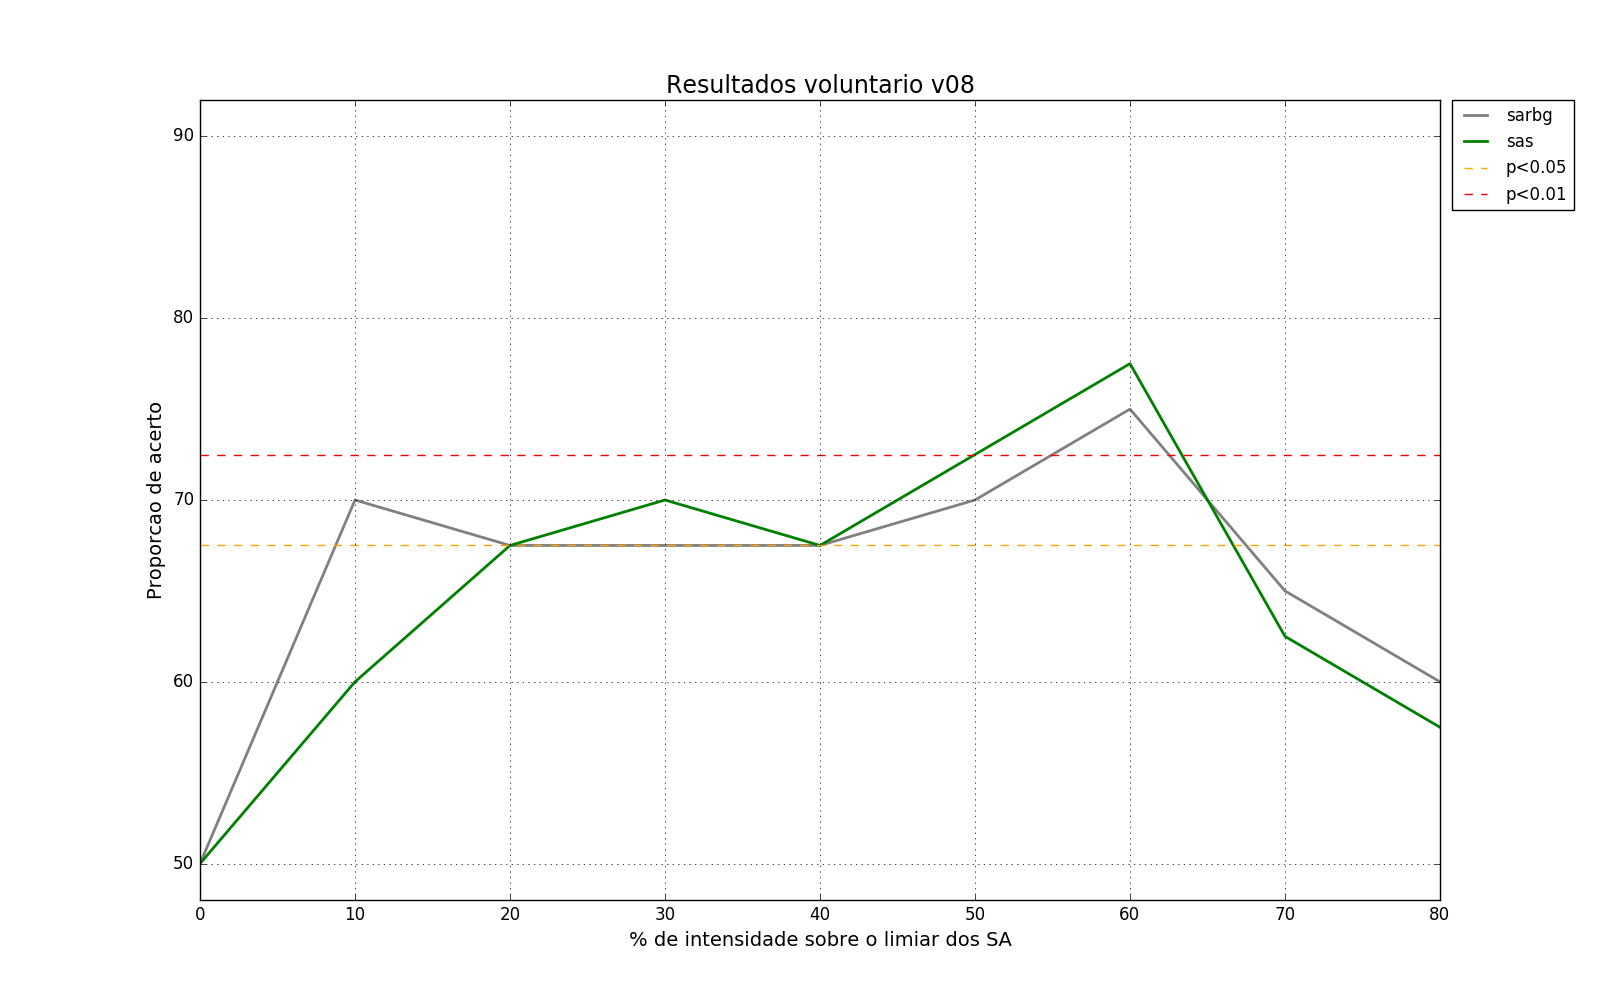 Resultados voluntario v08
sarbg
sas
p<0.05
p<0.01
90
80
70
60
50
Proporcao de acerto
0 10 20 30 40 50 60 70 80
% de intensidade sobre o limiar dos SA